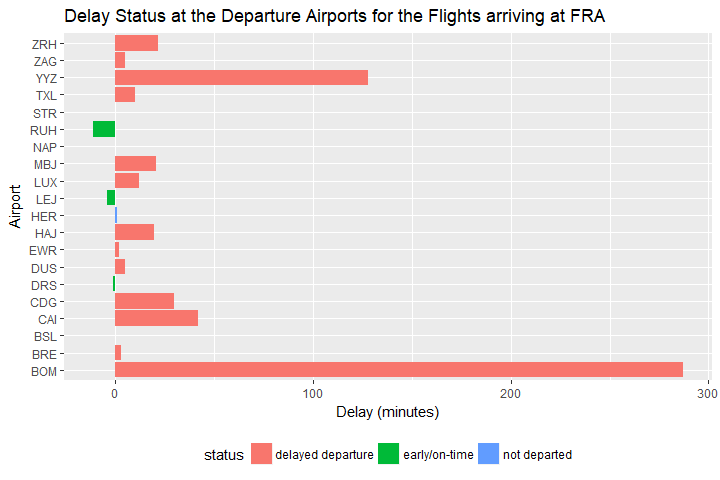 Delay Status at the Departure Airports for the Flights arriving at FRA
ZRH
ZAG
YYZ
TXL
STR
RUH
NAP
MBJ
LUX
LEJ
HER
HAJ
EWR
DUS
DRS
CDG
CAI
BSL
BRE
BOM
Airport
0 100 200 300
Delay (minutes)
status delayed departure early/on-time not departed